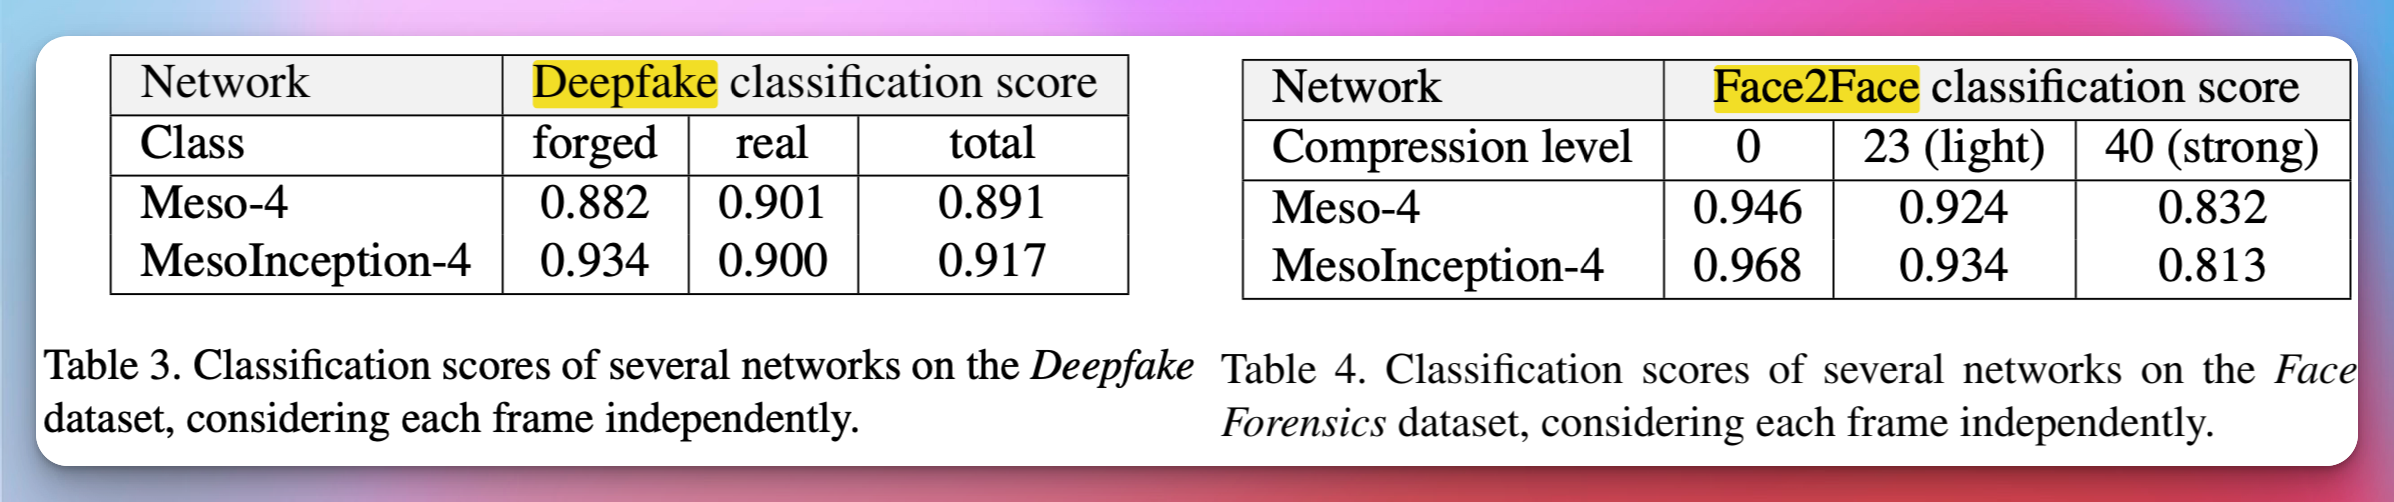 Network Deepfake classification score
Class forged real total
Meso-4 0.882 0.901 0.891
MesoInception-4 0.934 0.900 0.917
Table 3. Classification scores of several networks on the Deepfake
dataset, considering each frame independently.
Network Face2Face classification score
Compression level 0 23 (light) 40 (strong)
Meso-4 0.946 0.924 0.832
MesoInception-4 0.968 0.934 0.813
Table 4. Classification scores of several networks on the Face
Forensics dataset, considering each frame independently.